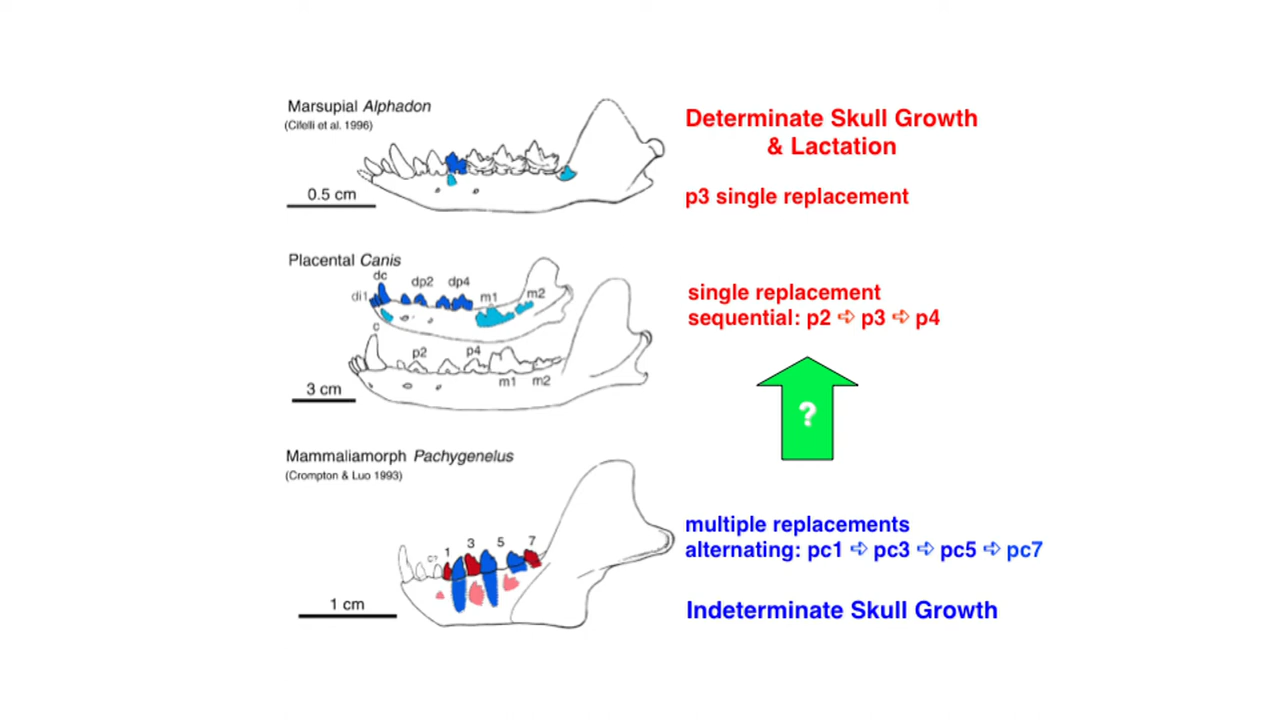 Marsupial Alphadon
(Cifelli et al. 1996)
0.5 cm
Determinate Skull Growth
& Lactation
p3 single replacement
Placental Canis
dc
dp2
dp4
di1
m1
m2
c
p2
p4
m1
m2
3 cm
single replacement
sequential: p2 ➪ p3 ➪ p4
?
Mammaliamorph Pachygenelus
(Crompton & Luo 1993)
1
3
5
7
1 cm
multiple replacements
alternating: pc1 ➪ pc3 ➪ pc5 ➪ pc7
Indeterminate Skull Growth